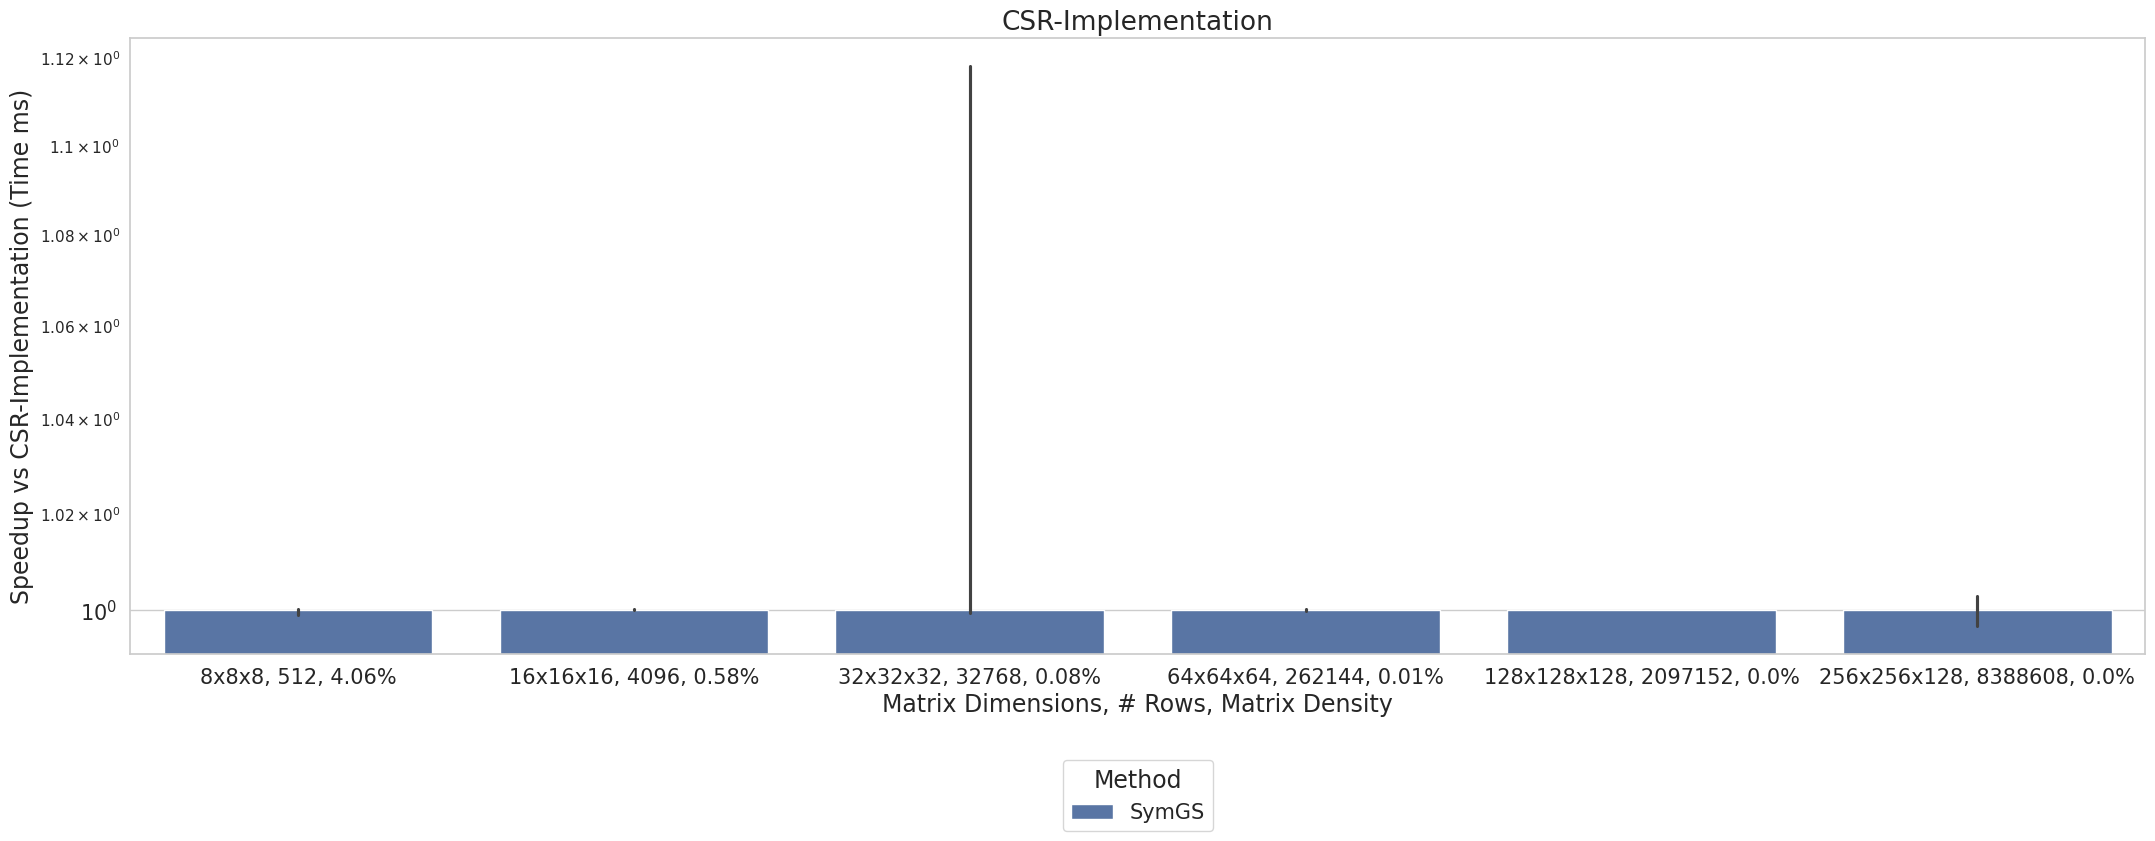 CSR-Implementation
Speedup vs CSR-Implementation (Time ms)
1.12 × 10⁰
1.1 × 10⁰
1.08 × 10⁰
1.06 × 10⁰
1.04 × 10⁰
1.02 × 10⁰
10⁰
8x8x8, 512, 4.06%
16x16x16, 4096, 0.58%
32x32x32, 32768, 0.08%
64x64x64, 262144, 0.01%
128x128x128, 2097152, 0.0%
256x256x128, 8388608, 0.0%
Matrix Dimensions, # Rows, Matrix Density
Method
SymGS